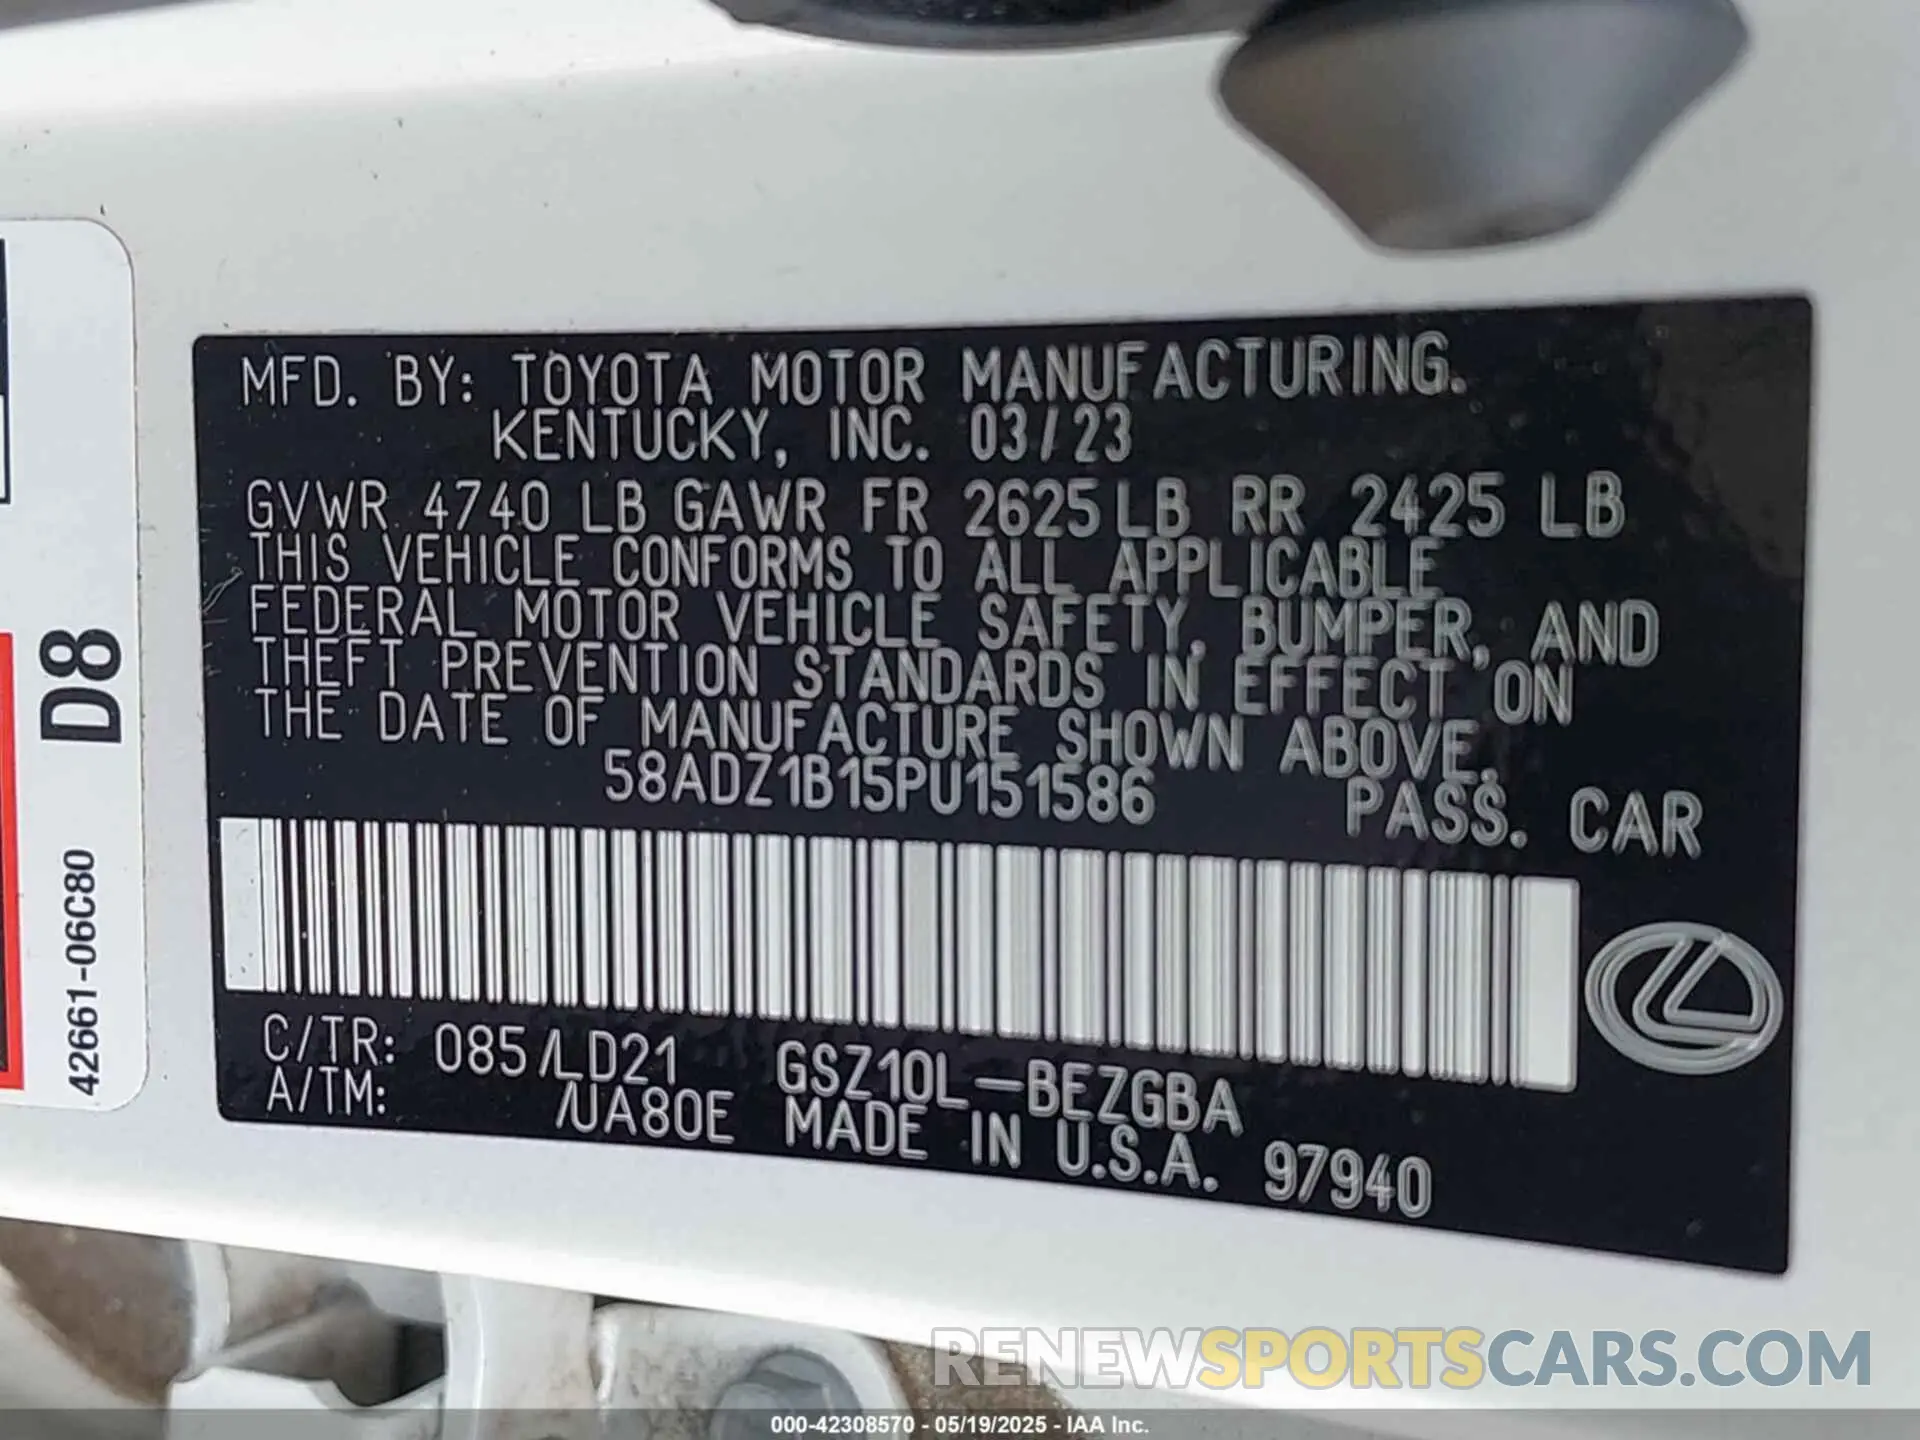 MFD. BY: TOYOTA MOTOR MANUFACTURING.
KENTUCKY, INC. 03/23
GVWR 4740 LB GAWR FR 2625 LB RR 2425 LB
THIS VEHICLE CONFORMS TO ALL APPLICABLE
FEDERAL MOTOR VEHICLE SAFETY, BUMPER, AND
THEFT PREVENTION STANDARDS IN EFFECT ON
THE DATE OF MANUFACTURE SHOWN ABOVE.
58ADZ1B15PU151586 PASS. CAR
C/TR: 085/LD21 GSZ10L-BEZGBA
A/TM: /UA80E MADE IN U.S.A. 97940
D8
42661-06C80
RENEWSPORTSCARS.COM
000-42308570 - 05/19/2025 - IAA Inc.